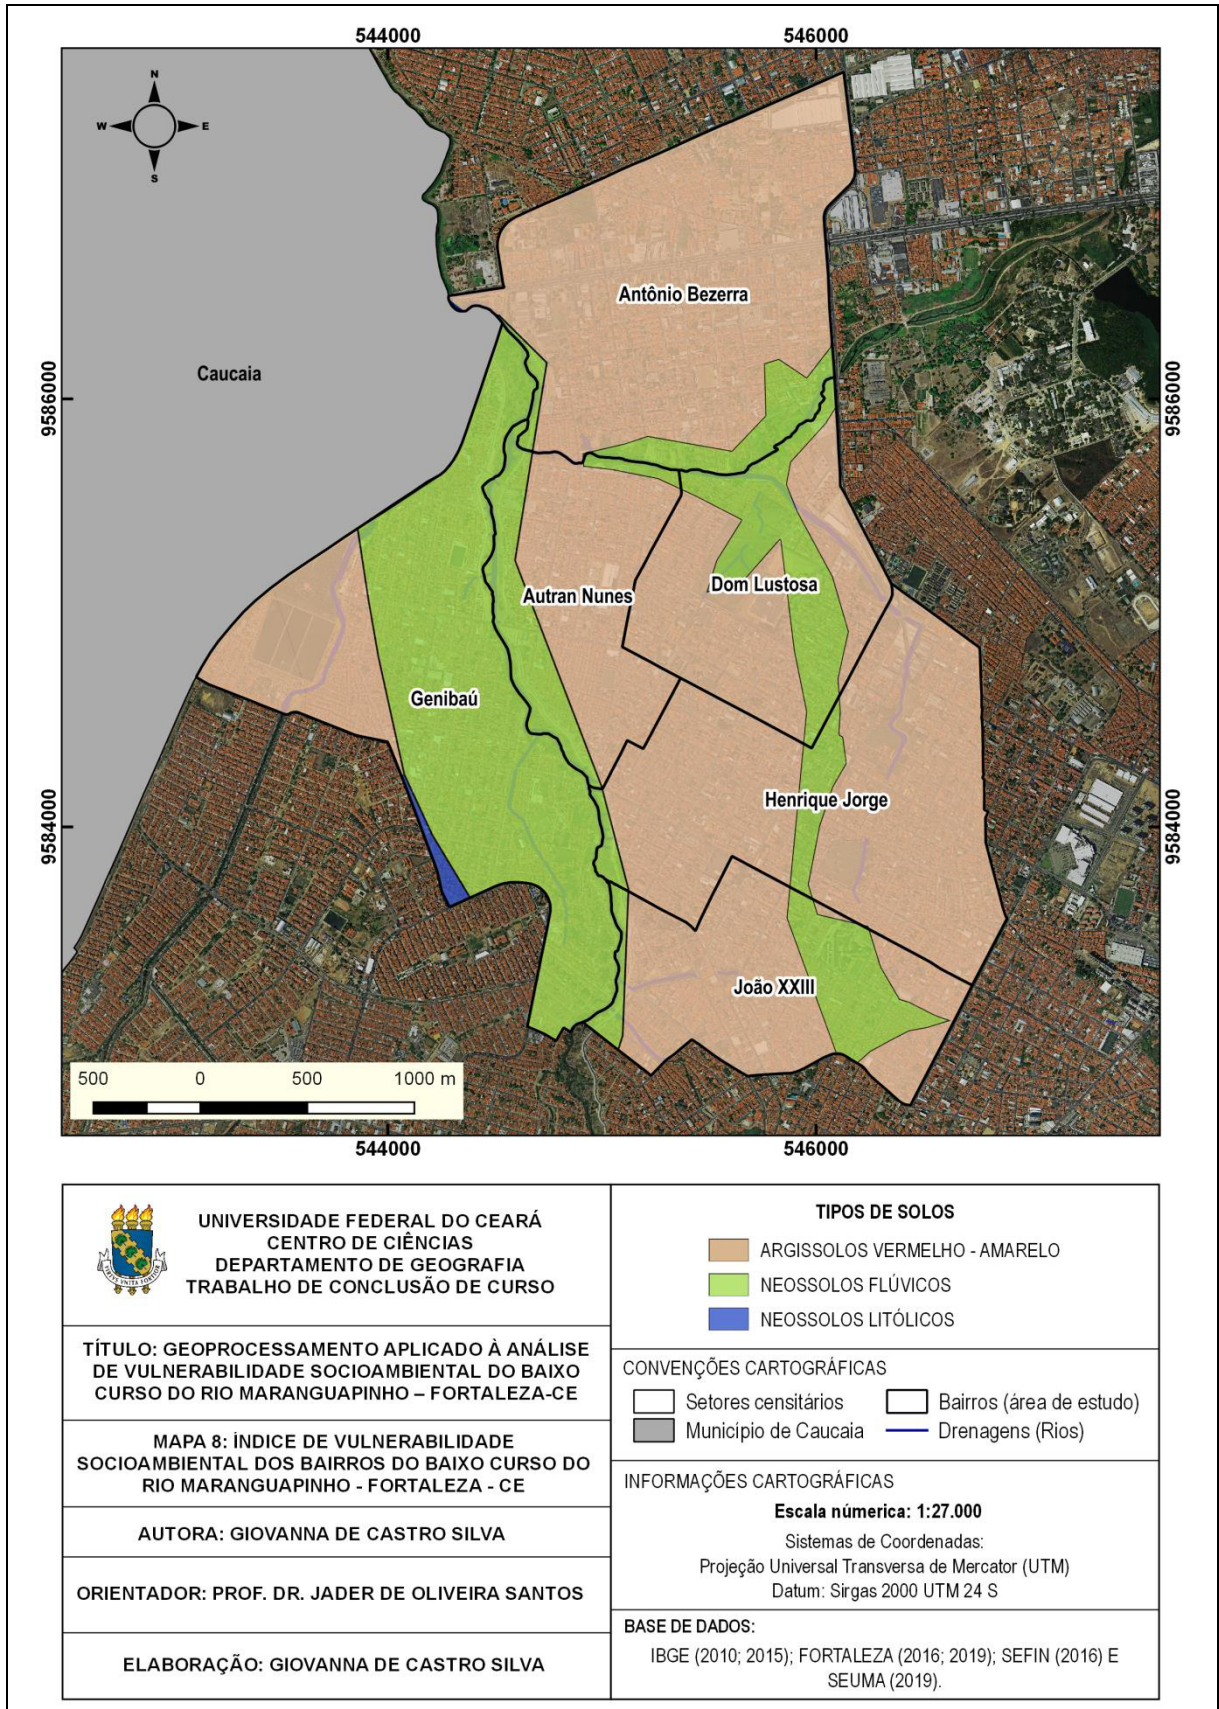 544000
546000
N
W
E
S
Antônio Bezerra
Caucaia
9586000
9586000
Autran Nunes
Dom Lustosa
Genibaú
Henrique Jorge
9584000
9584000
João XXIII
500 0 500 1000 m
544000
546000
UNIVERSIDADE FEDERAL DO CEARÁ
CENTRO DE CIÊNCIAS
DEPARTAMENTO DE GEOGRAFIA
TRABALHO DE CONCLUSÃO DE CURSO
VIRTVS VNITA FORTIOR
TÍTULO: GEOPROCESSAMENTO APLICADO À ANÁLISE
DE VULNERABILIDADE SOCIOAMBIENTAL DO BAIXO
CURSO DO RIO MARANGUAPINHO – FORTALEZA-CE
MAPA 8: ÍNDICE DE VULNERABILIDADE
SOCIOAMBIENTAL DOS BAIRROS DO BAIXO CURSO DO
RIO MARANGUAPINHO - FORTALEZA - CE
AUTORA: GIOVANNA DE CASTRO SILVA
ORIENTADOR: PROF. DR. JADER DE OLIVEIRA SANTOS
ELABORAÇÃO: GIOVANNA DE CASTRO SILVA
TIPOS DE SOLOS
ARGISSOLOS VERMELHO - AMARELO
NEOSSOLOS FLÚVICOS
NEOSSOLOS LITÓLICOS
CONVENÇÕES CARTOGRÁFICAS
Setores censitários
Bairros (área de estudo)
Município de Caucaia
Drenagens (Rios)
INFORMAÇÕES CARTOGRÁFICAS
Escala númerica: 1:27.000
Sistemas de Coordenadas:
Projeção Universal Transversa de Mercator (UTM)
Datum: Sirgas 2000 UTM 24 S
BASE DE DADOS:
IBGE (2010; 2015); FORTALEZA (2016; 2019); SEFIN (2016) E
SEUMA (2019).